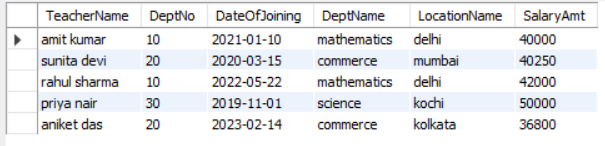 TeacherName DeptNo DateOfJoining DeptName LocationName SalaryAmt
amit kumar 10 2021-01-10 mathematics delhi 40000
sunita devi 20 2020-03-15 commerce mumbai 40250
rahul sharma 10 2022-05-22 mathematics delhi 42000
priya nair 30 2019-11-01 science kochi 50000
aniket das 20 2023-02-14 commerce kolkata 36800